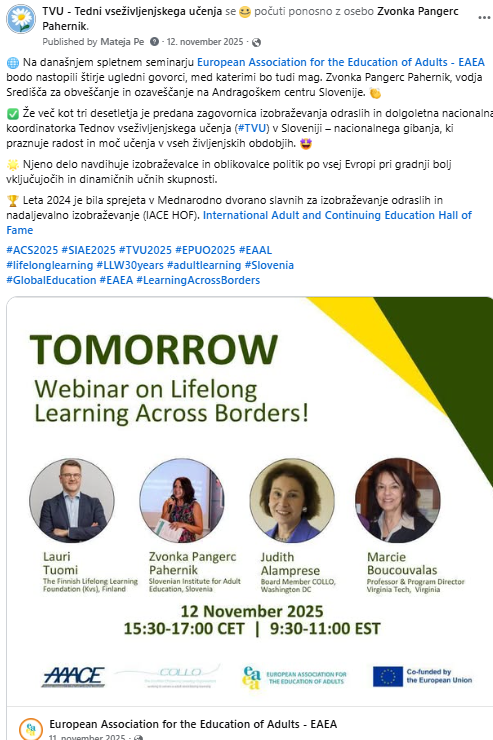 TVU - Tedni vseživljenjskega učenja se 😄 počuti ponosno z osebo Zvonka Pangerc
Pahernik.
Published by Mateja Pe · 12. november 2025 ·
🌐 Na današnjem spletnem seminarju European Association for the Education of Adults - EAEA
bodo nastopili štirje ugledni govorci, med katerimi bo tudi mag. Zvonka Pangerc Pahernik, vodja
Središča za obveščanje in ozaveščanje na Andragoškem centru Slovenije. 👏
✅ Že več kot tri desetletja je predana zagovornica izobraževanja odraslih in dolgoletna nacionalna
koordinatorka Tednov vseživljenjskega učenja (#TVU) v Sloveniji – nacionalnega gibanja, ki
praznuje radost in moč učenja v vseh življenjskih obdobjih. 🤩
🌟 Njeno delo navdihuje izobraževalce in oblikovalce politik po vsej Evropi pri gradnji bolj
vključujočih in dinamičnih učnih skupnosti.
🏆 Leta 2024 je bila sprejeta v Mednarodno dvorano slavnih za izobraževanje odraslih in
nadaljevalno izobraževanje (IACE HOF). International Adult and Continuing Education Hall of
Fame
#ACS2025 #SIAE2025 #TVU2025 #EPUO2025 #EAAL
#lifelonglearning #LLW30years #adultlearning #Slovenia
#GlobalEducation #EAEA #LearningAcrossBorders
TOMORROW
Webinar on Lifelong
Learning Across Borders!
Lauri
Tuomi
The Finnish Lifelong Learning
Foundation (Kvs), Finland
Zvonka Pangerc
Pahernik
Slovenian Institute for Adult
Education, Slovenia
Judith
Alamprese
Board Member COLLO,
Washington DC
Marcie
Boucouvalas
Professor & Program Director
Virginia Tech, Virginia
12 November 2025
15:30-17:00 CET | 9:30-11:00 EST
AAACE
COLLO
ea
ea
EUROPEAN ASSOCIATION FOR
THE EDUCATION OF ADULTS
Co-funded by
the European Union
European Association for the Education of Adults - EAEA
11. november 2025 ·